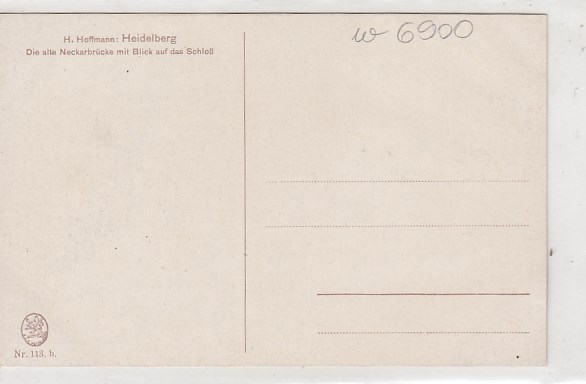 H. Hoffmann: Heidelberg
Die alte Neckarbrücke mit Blick auf das Schloß
w 6900
Nr. 113. b.